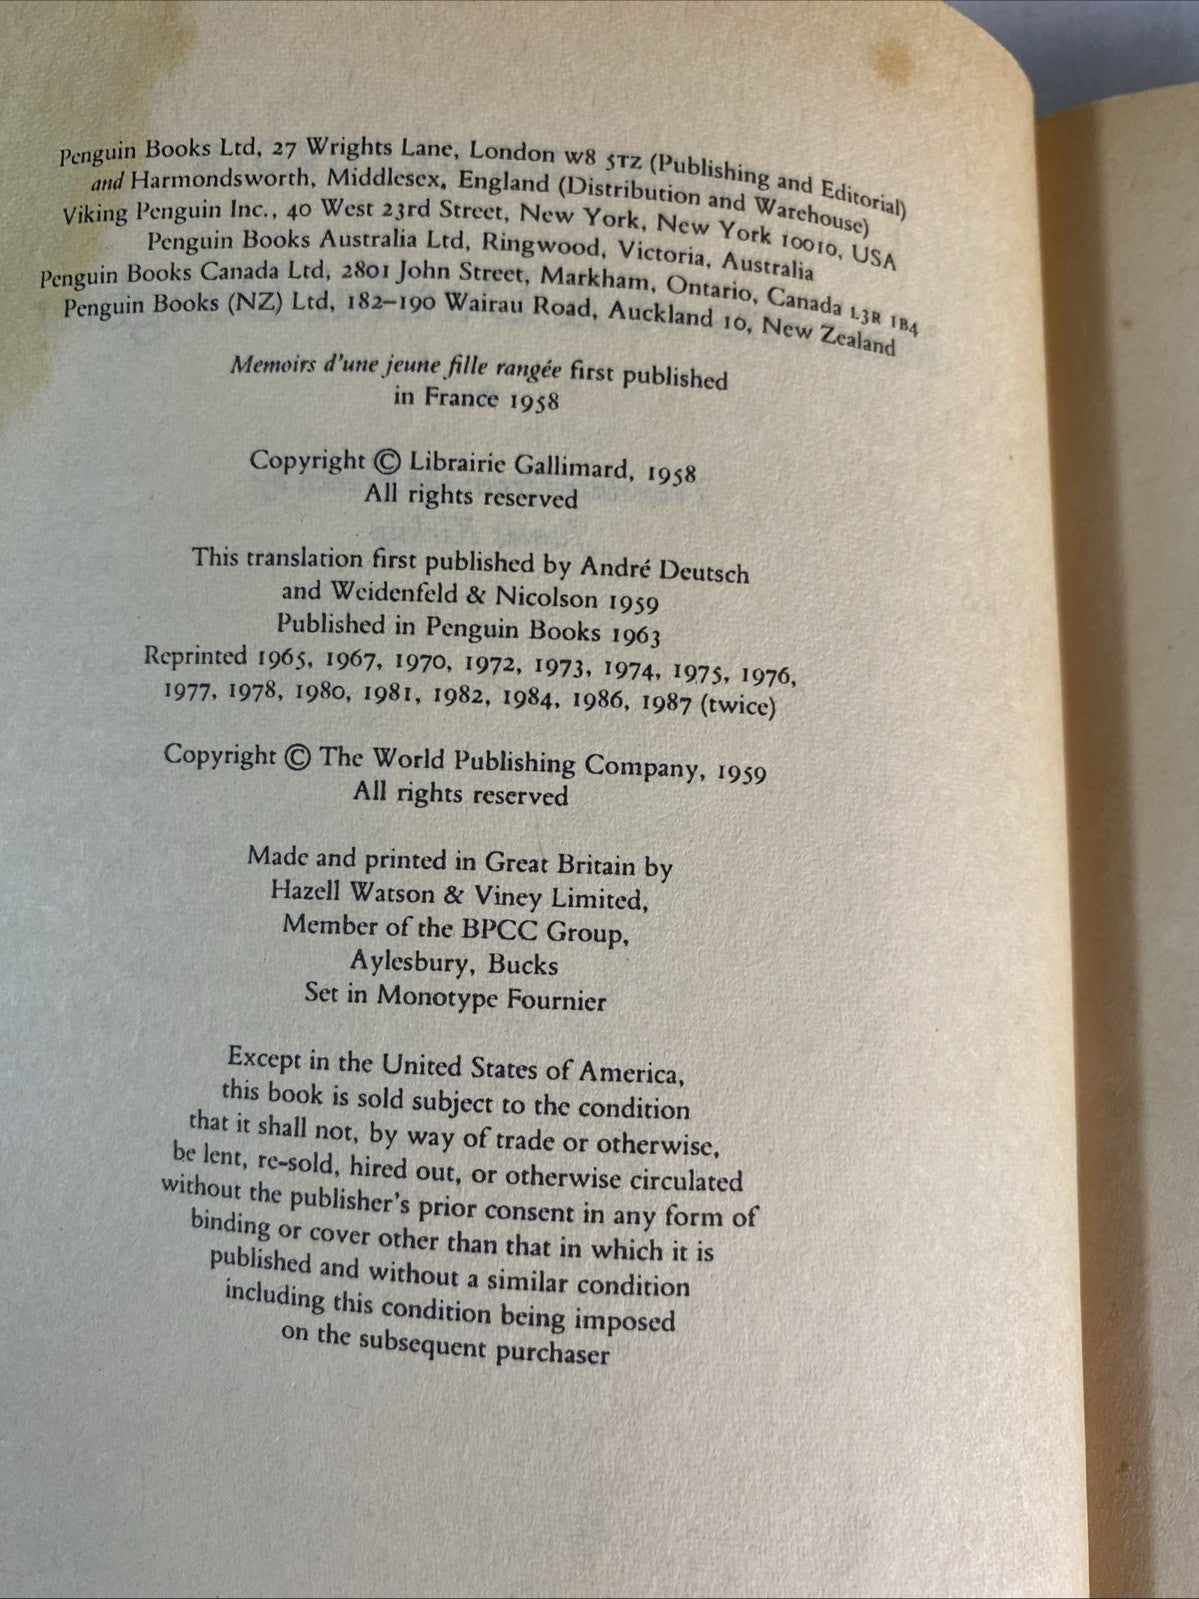 Penguin Books Ltd, 27 Wrights Lane, London W8 5TZ (Publishing and Editorial)
and Harmondsworth, Middlesex, England (Distribution and Warehouse)
Viking Penguin Inc., 40 West 23rd Street, New York, New York 10010, USA
Penguin Books Australia Ltd, Ringwood, Victoria, Australia
Penguin Books Canada Ltd, 2801 John Street, Markham, Ontario, Canada L3R 1B4
Penguin Books (NZ) Ltd, 182–190 Wairau Road, Auckland 10, New Zealand
Memoirs d'une jeune fille rangée first published
in France 1958
Copyright © Librairie Gallimard, 1958
All rights reserved
This translation first published by André Deutsch
and Weidenfeld & Nicolson 1959
Published in Penguin Books 1963
Reprinted 1965, 1967, 1970, 1972, 1973, 1974, 1975, 1976,
1977, 1978, 1980, 1981, 1982, 1984, 1986, 1987 (twice)
Copyright © The World Publishing Company, 1959
All rights reserved
Made and printed in Great Britain by
Hazell Watson & Viney Limited,
Member of the BPCC Group,
Aylesbury, Bucks
Set in Monotype Fournier
Except in the United States of America,
this book is sold subject to the condition
that it shall not, by way of trade or otherwise,
be lent, re-sold, hired out, or otherwise circulated
without the publisher's prior consent in any form of
binding or cover other than that in which it is
published and without a similar condition
including this condition being imposed
on the subsequent purchaser